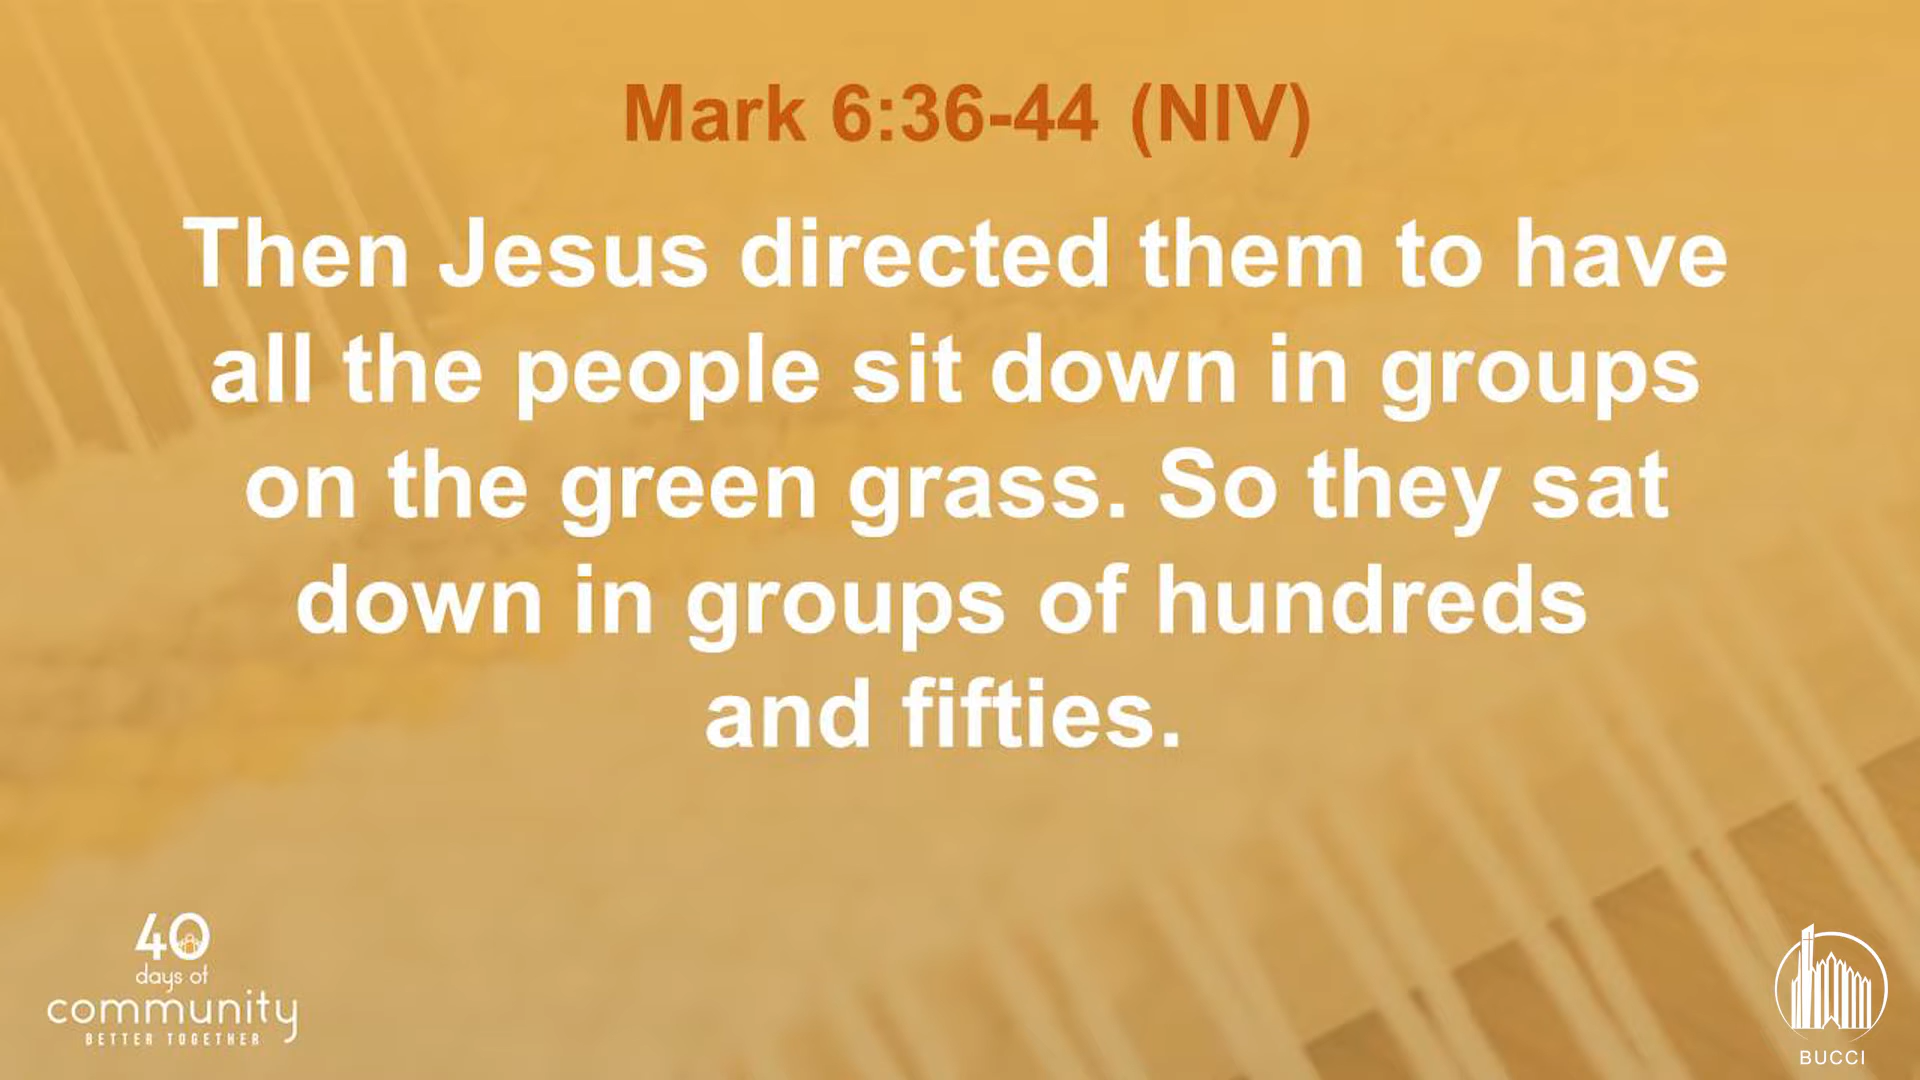 Mark 6:36-44 (NIV)
Then Jesus directed them to have
all the people sit down in groups
on the green grass. So they sat
down in groups of hundreds
and fifties.
40
days of
community
BETTER TOGETHER
BUCCI